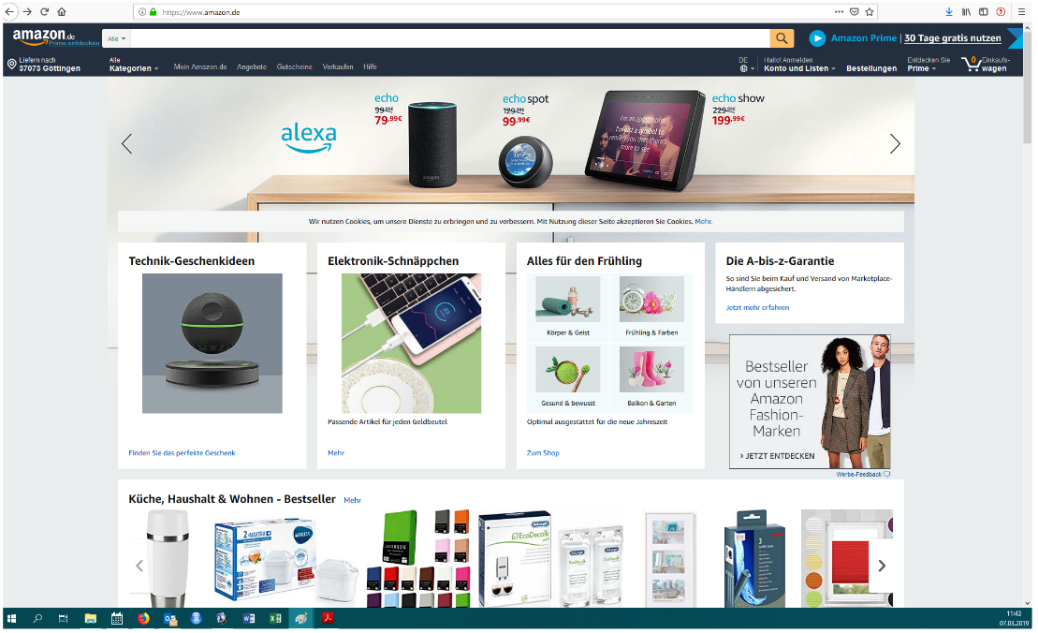 https://www.amazon.de
amazon.de
Prime entdecken
Alle
Amazon Prime | 30 Tage gratis nutzen
Liefern nach
37073 Göttingen
Alle
Kategorien
Mein Amazon.de Angebote Gutscheine Verkaufen Hilfe
DE
Hallo! Anmelden
Konto und Listen
Bestellungen
Entdecken Sie
Prime
0
Einkaufs-
wagen
alexa
echo
79,99€
echo spot
99,99€
echo show
199,99€
Wir nutzen Cookies, um unsere Dienste zu erbringen und zu verbessern. Mit Nutzung dieser Seite akzeptieren Sie Cookies. Mehr.
Technik-Geschenkideen
Finden Sie das perfekte Geschenk
Elektronik-Schnäppchen
Passende Artikel für jeden Geldbeutel
Mehr
Alles für den Frühling
Körper & Geist
Frühling & Farben
Gesund & bewusst
Balkon & Garten
Optimal ausgestattet für die neue Jahreszeit
Zum Shop
Die A-bis-z-Garantie
So sind Sie beim Kauf und Versand von Marketplace-
Händlern abgesichert.
Jetzt mehr erfahren
Bestseller
von unseren
Amazon
Fashion-
Marken
› JETZT ENTDECKEN
Werbe-Feedback
Küche, Haushalt & Wohnen - Bestseller Mehr
BRITA
EcoDecalk
11:43
07.03.2019